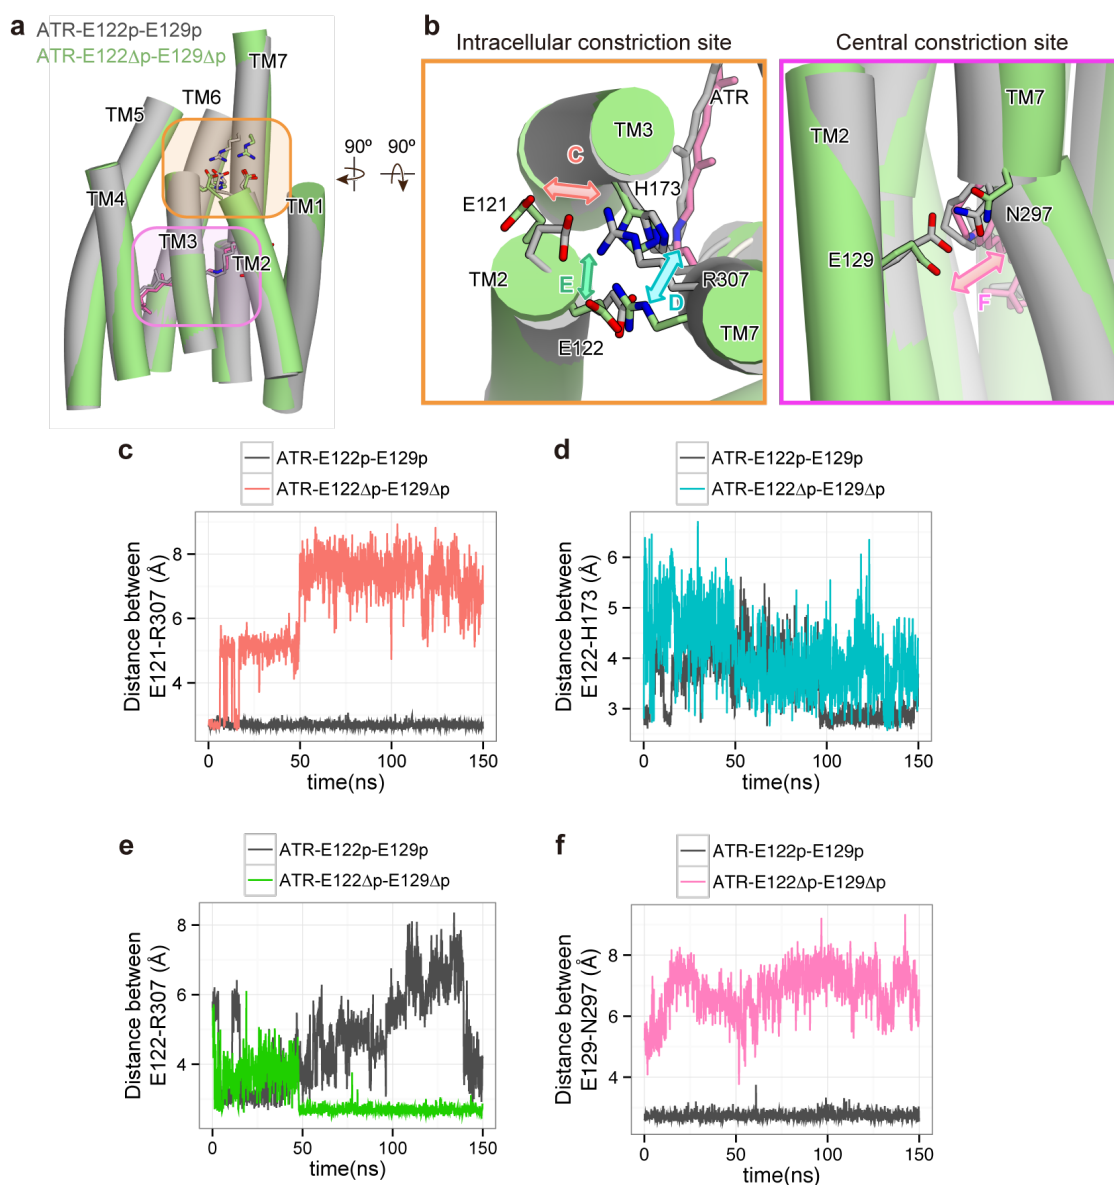 a
ATR-E122p-E129p
ATR-E122Δp-E129Δp
TM7
TM6
TM5
TM4
TM1
TM3
TM2
90º
90º
b
Intracellular constriction site
Central constriction site
ATR
TM3
C
H173
E121
TM2
E
D
R307
E122
TM7
TM7
TM2
N297
E129
F
c
ATR-E122p-E129p
ATR-E122Δp-E129Δp
Distance between
E121-R307 (Å)
8
6
4
0
50
100
150
time(ns)
d
ATR-E122p-E129p
ATR-E122Δp-E129Δp
Distance between
E122-H173 (Å)
6
5
4
3
0
50
100
150
time(ns)
e
ATR-E122p-E129p
ATR-E122Δp-E129Δp
Distance between
E122-R307 (Å)
8
6
4
0
50
100
150
time(ns)
f
ATR-E122p-E129p
ATR-E122Δp-E129Δp
Distance between
E129-N297 (Å)
8
6
4
0
50
100
150
time(ns)